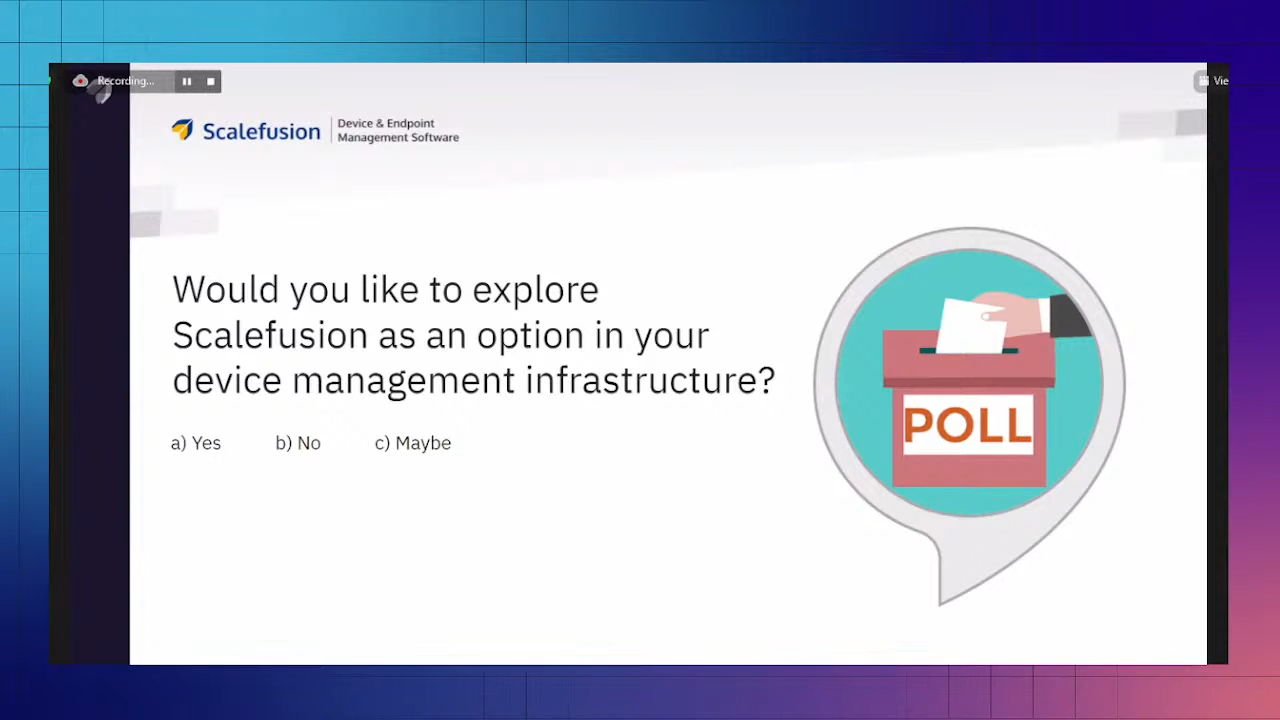 Recording...
Vie
Scalefusion
Device & Endpoint
Management Software
Would you like to explore
Scalefusion as an option in your
device management infrastructure?
a) Yes b) No c) Maybe
POLL